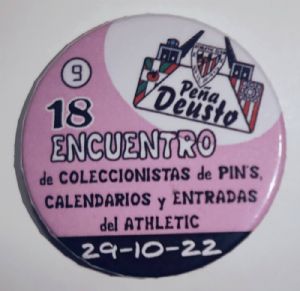 9
Peña
Deusto
18
ENCUENTRO
de COLECCIONISTAS de PIN'S,
CALENDARIOS y ENTRADAS
del ATHLETIC
29-10-22